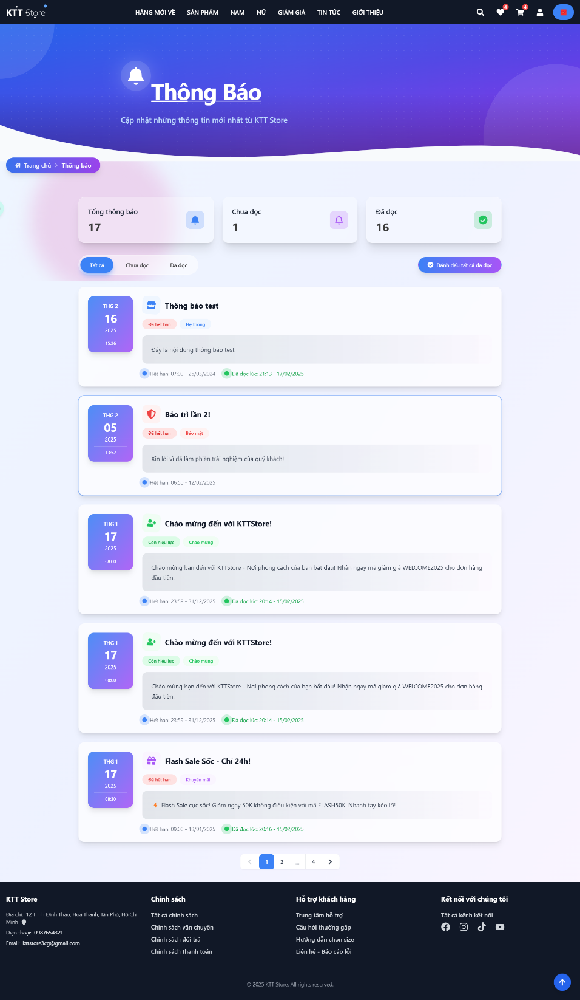 KTT Store
HÀNG MỚI VỀ SẢN PHẨM NAM NỮ GIẢM GIÁ TIN TỨC GIỚI THIỆU
4 4
Thông Báo
Cập nhật những thông tin mới nhất từ KTT Store
Trang chủ Thông báo
Tổng thông báo
17
Chưa đọc
1
Đã đọc
16
Tất cả Chưa đọc Đã đọc
Đánh dấu tất cả đã đọc
THG 2
16
2025
15:36
Thông báo test
Đã hết hạn Hệ thống
Đây là nội dung thông báo test
Hết hạn: 07:00 - 25/03/2024 Đã đọc lúc: 21:13 - 17/02/2025
THG 2
05
2025
13:52
Bảo trì lần 2!
Đã hết hạn Bảo mật
Xin lỗi vì đã làm phiền trải nghiệm của quý khách!
Hết hạn: 06:50 - 12/02/2025
THG 1
17
2025
08:00
Chào mừng đến với KTTStore!
Còn hiệu lực Chào mừng
Chào mừng bạn đến với KTTStore - Nơi phong cách của bạn bắt đầu! Nhận ngay mã giảm giá WELCOME2025 cho đơn hàng
đầu tiên.
Hết hạn: 23:59 - 31/12/2025 Đã đọc lúc: 20:14 - 15/02/2025
THG 1
17
2025
08:00
Chào mừng đến với KTTStore!
Còn hiệu lực Chào mừng
Chào mừng bạn đến với KTTStore - Nơi phong cách của bạn bắt đầu! Nhận ngay mã giảm giá WELCOME2025 cho đơn hàng
đầu tiên.
Hết hạn: 23:59 - 31/12/2025 Đã đọc lúc: 20:14 - 15/02/2025
THG 1
17
2025
08:30
Flash Sale Sốc - Chỉ 24h!
Đã hết hạn Khuyến mãi
Flash Sale cực sốc! Giảm ngay 50K không điều kiện với mã FLASH50K. Nhanh tay kẻo lỡ!
Hết hạn: 09:00 - 18/01/2025 Đã đọc lúc: 20:16 - 15/02/2025
1 2 ... 4
KTT Store
Địa chỉ: 12 Trịnh Đình Thảo, Hoà Thanh, Tân Phú, Hồ Chí
Minh
Điện thoại: 0987654321
Email: kttstore3cg@gmail.com
Chính sách
Tất cả chính sách
Chính sách vận chuyển
Chính sách đổi trả
Chính sách thanh toán
Hỗ trợ khách hàng
Trung tâm hỗ trợ
Câu hỏi thường gặp
Hướng dẫn chọn size
Liên hệ - Báo cáo lỗi
Kết nối với chúng tôi
Tất cả kênh kết nối
© 2025 KTT Store. All rights reserved.